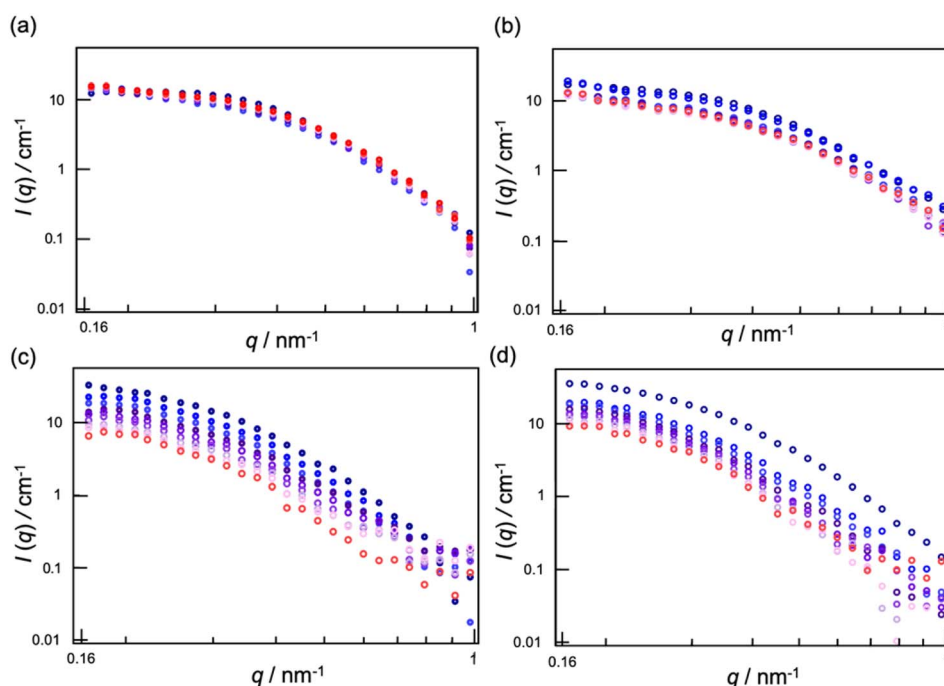 (a)
(b)
I (q) / cm-1
10
1
0.1
0.01
0.16
1
q / nm-1
I (q) / cm-1
10
1
0.1
0.01
0.16
q / nm-1
(c)
(d)
I (q) / cm-1
10
1
0.1
0.01
0.16
1
q / nm-1
I (q) / cm-1
10
1
0.1
0.01
0.16
q / nm-1